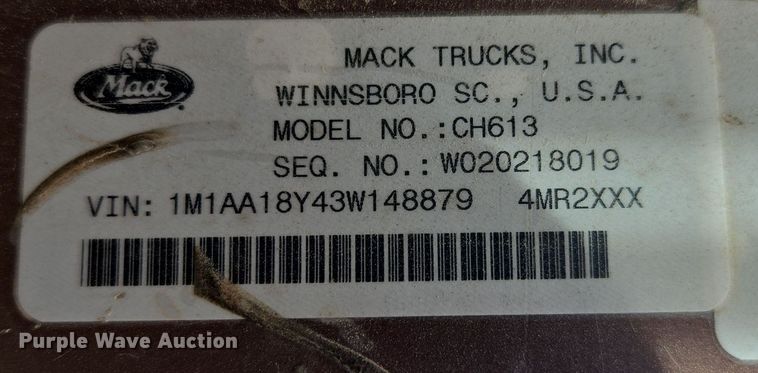 MACK TRUCKS, INC.
Mack
WINNSBORO SC., U.S.A.
MODEL NO.:CH613
SEQ. NO.:W020218019
VIN: 1M1AA18Y43W148879 4MR2XXX
Purple Wave Auction